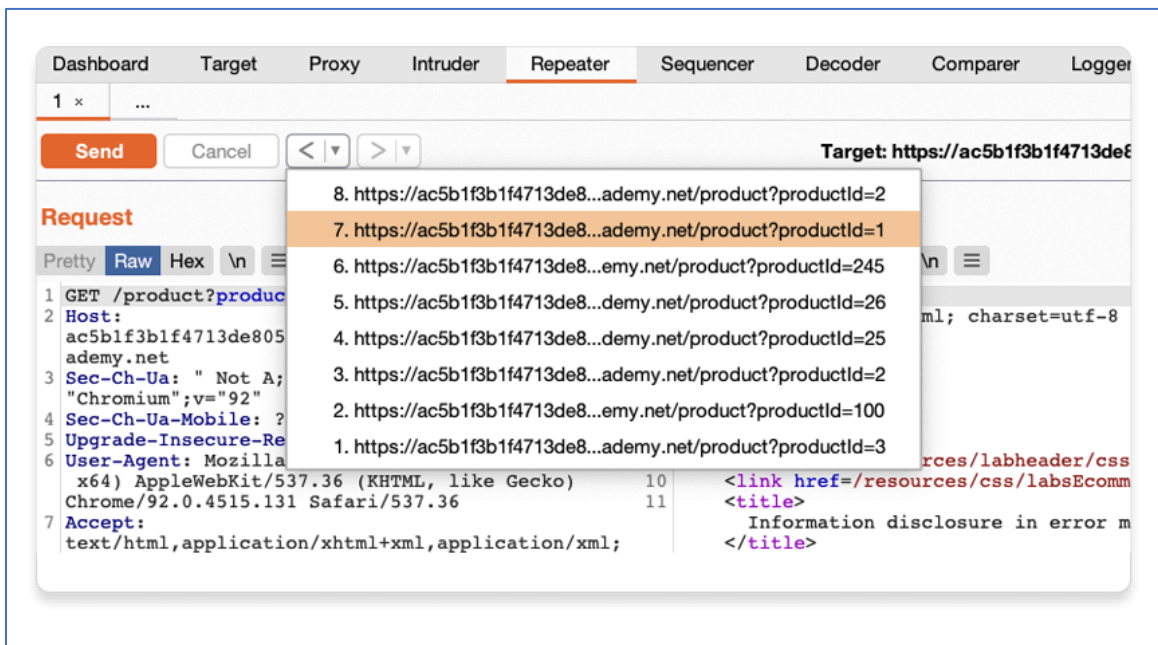 Dashboard Target Proxy Intruder Repeater Sequencer Decoder Comparer Logger
1 × ...
Send Cancel < > Target: https://ac5b1f3b1f4713de8
8. https://ac5b1f3b1f4713de8...ademy.net/product?productId=2
7. https://ac5b1f3b1f4713de8...ademy.net/product?productId=1
6. https://ac5b1f3b1f4713de8...emy.net/product?productId=245
5. https://ac5b1f3b1f4713de8...demy.net/product?productId=26
4. https://ac5b1f3b1f4713de8...demy.net/product?productId=25
3. https://ac5b1f3b1f4713de8...ademy.net/product?productId=2
2. https://ac5b1f3b1f4713de8...emy.net/product?productId=100
1. https://ac5b1f3b1f4713de8...ademy.net/product?productId=3
Request
Pretty Raw Hex \n
1 GET /product?produc
2 Host:
ac5b1f3b1f4713de805
ademy.net
3 Sec-Ch-Ua: " Not A;
"Chromium";v="92"
4 Sec-Ch-Ua-Mobile: ?
5 Upgrade-Insecure-Re
6 User-Agent: Mozilla
x64) AppleWebKit/537.36 (KHTML, like Gecko)
Chrome/92.0.4515.131 Safari/537.36
7 Accept:
text/html,application/xhtml+xml,application/xml;
\n
ml; charset=utf-8
rces/labheader/css
10 <link href=/resources/css/labsEcomm
11 <title>
Information disclosure in error m
</title>